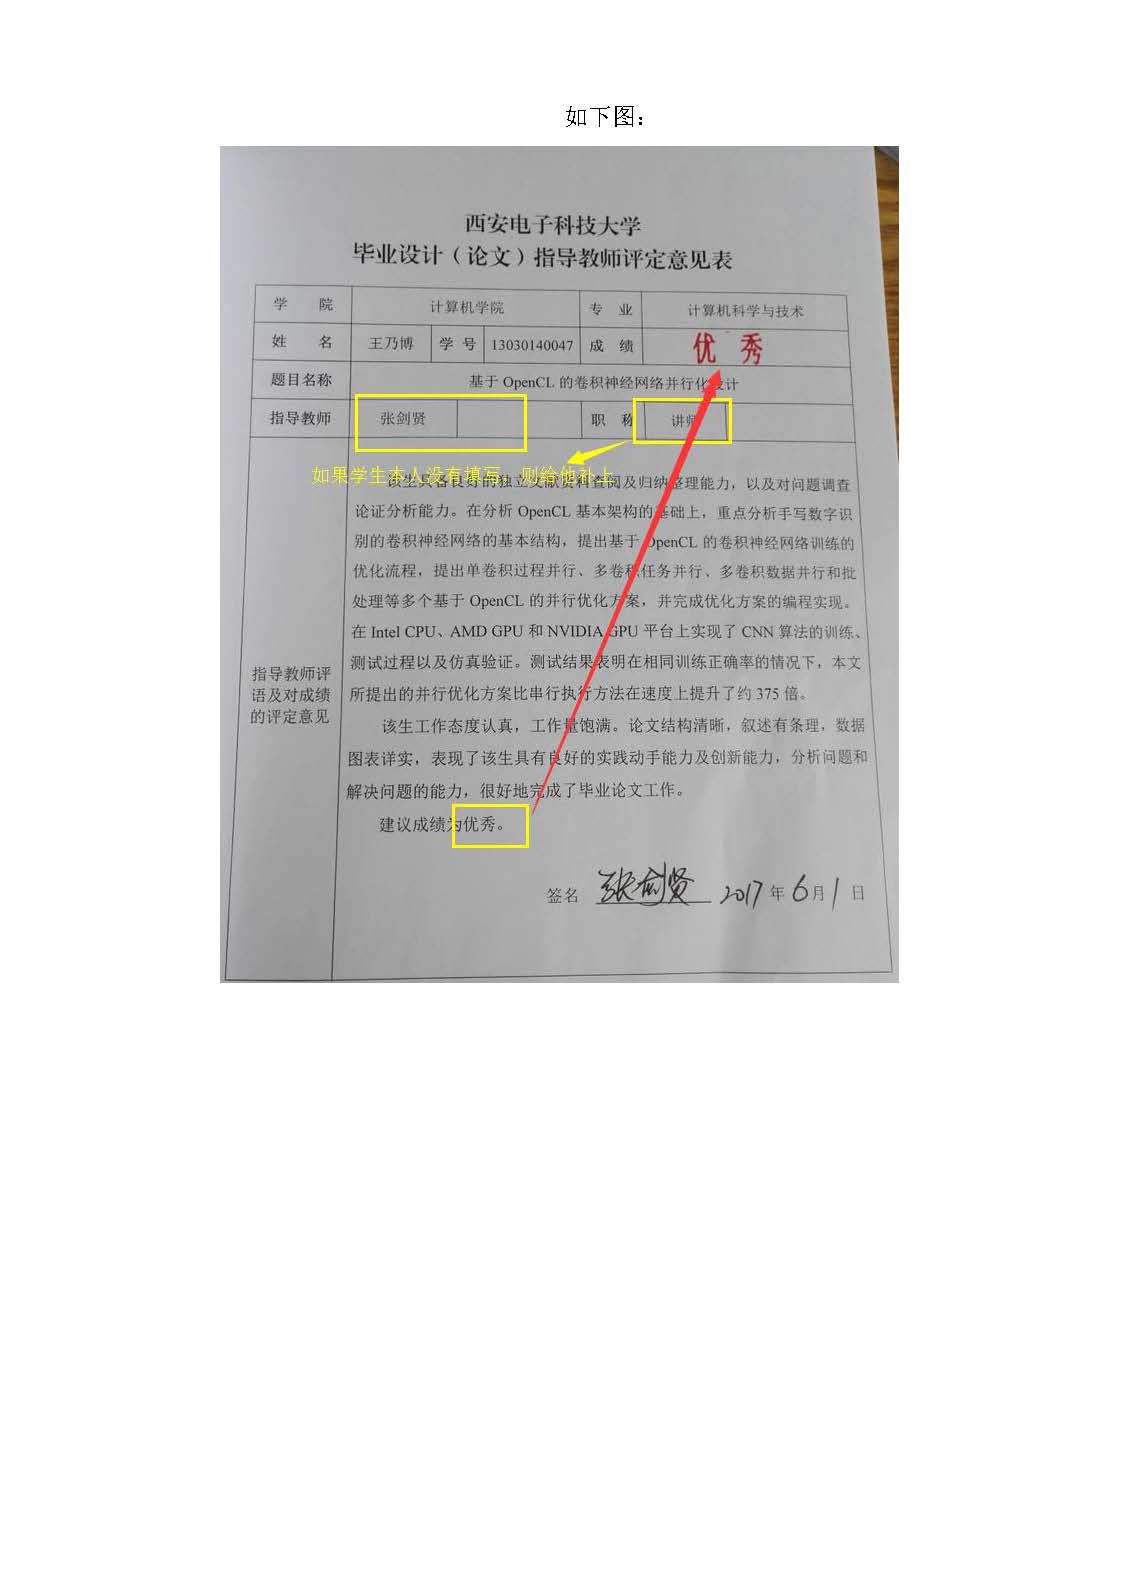 如下图：
西安电子科技大学
毕业设计（论文）指导教师评定意见表
学 院 计算机学院 专 业 计算机科学与技术
姓 名 王乃博 学 号 13030140047 成 绩 优 秀
题目名称 基于 OpenCL 的卷积神经网络并行化设计
指导教师 张剑贤 职 称 讲师
如果学生本人没有填写，则给他补上
该生具备良好的独立文献资料查阅及归纳整理能力，以及对问题调查
论证分析能力。在分析 OpenCL 基本架构的基础上，重点分析手写数字识
别的卷积神经网络的基本结构，提出基于 OpenCL 的卷积神经网络训练的
优化流程，提出单卷积过程并行、多卷积任务并行、多卷积数据并行和批
处理等多个基于 OpenCL 的并行优化方案，并完成优化方案的编程实现。
在 Intel CPU、AMD GPU 和 NVIDIA GPU 平台上实现了 CNN 算法的训练、
测试过程以及仿真验证。测试结果表明在相同训练正确率的情况下，本文
所提出的并行优化方案比串行执行方法在速度上提升了约 375 倍。
指导教师评
语及对成绩
的评定意见
该生工作态度认真，工作量饱满。论文结构清晰，叙述有条理，数据
图表详实，表现了该生具有良好的实践动手能力及创新能力，分析问题和
解决问题的能力，很好地完成了毕业论文工作。
建议成绩为优秀。
签名 张剑贤 2017 年 6 月 1 日